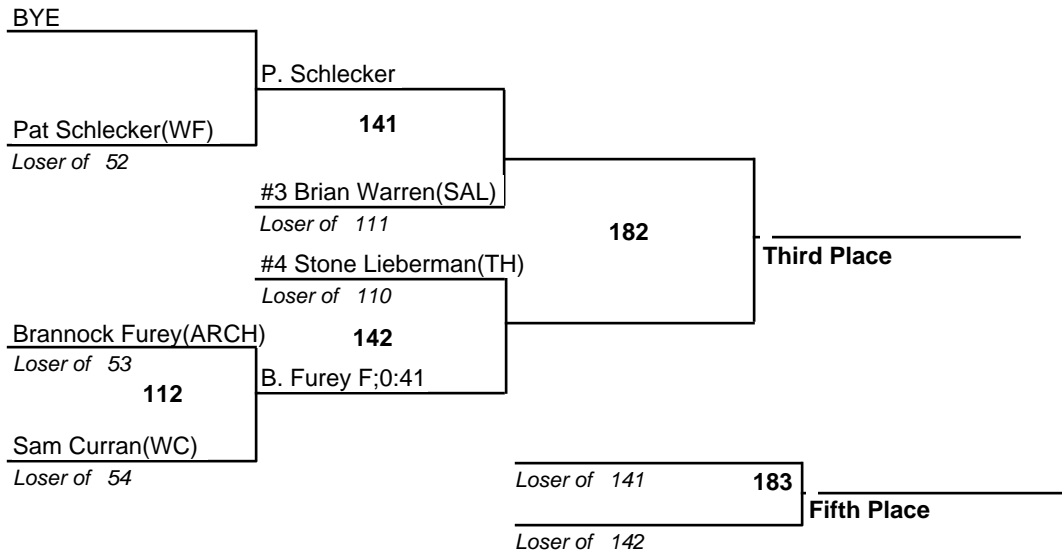 BYE
P. Schlecker
141
Pat Schlecker(WF)
Loser of 52
#3 Brian Warren(SAL)
Loser of 111
182
Third Place
#4 Stone Lieberman(TH)
Loser of 110
Brannock Furey(ARCH)
142
Loser of 53
B. Furey F;0:41
112
Sam Curran(WC)
Loser of 54
Loser of 141
183
Fifth Place
Loser of 142